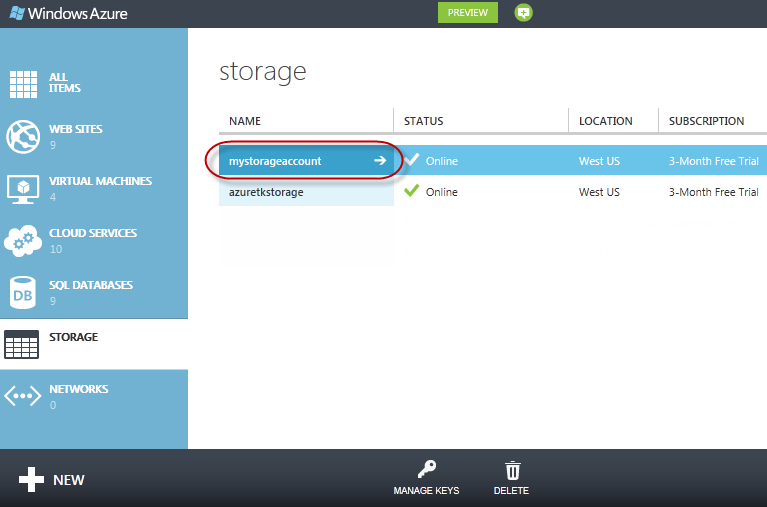 Windows Azure
PREVIEW
ALL
ITEMS
WEB SITES
9
VIRTUAL MACHINES
4
CLOUD SERVICES
10
DB
SQL DATABASES
9
STORAGE
NETWORKS
0
storage
NAME STATUS LOCATION SUBSCRIPTION
mystorageaccount Online West US 3-Month Free Trial
azuretkstorage Online West US 3-Month Free Trial
NEW
MANAGE KEYS
DELETE